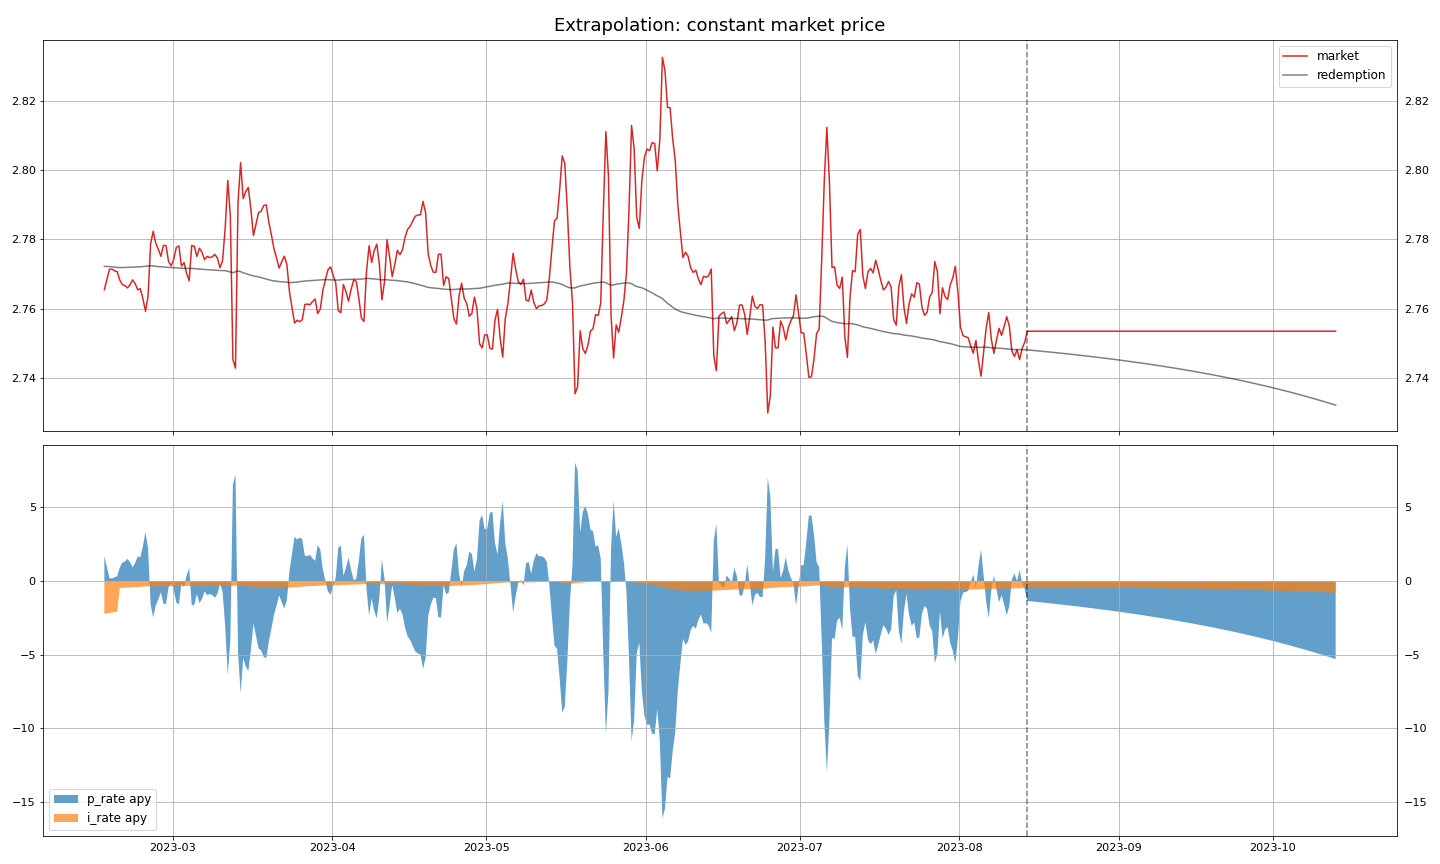 Extrapolation: constant market price
market
redemption
2.82 2.82
2.80 2.80
2.78 2.78
2.76 2.76
2.74 2.74
5 5
0 0
−5 −5
−10 −10
−15 −15
p_rate apy
i_rate apy
2023-03 2023-04 2023-05 2023-06 2023-07 2023-08 2023-09 2023-10